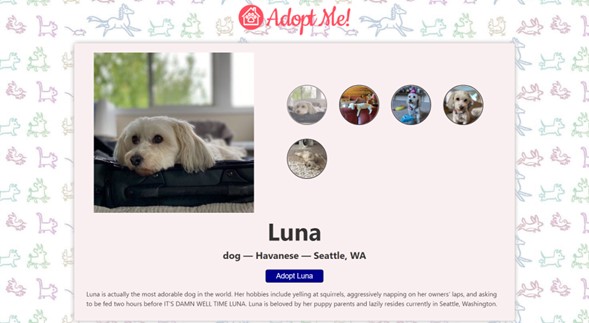 Adopt Me!
Luna
dog — Havanese — Seattle, WA
Adopt Luna
Luna is actually the most adorable dog in the world. Her hobbies include yelling at squirrels, aggressively napping on her owners' laps, and asking
to be fed two hours before IT'S DAMN WELL TIME LUNA. Luna is beloved by her puppy parents and lazily resides currently in Seattle, Washington.